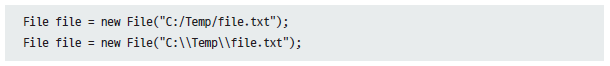 File file = new File("C:/Temp/file.txt");
File file = new File("C:\\Temp\\file.txt");